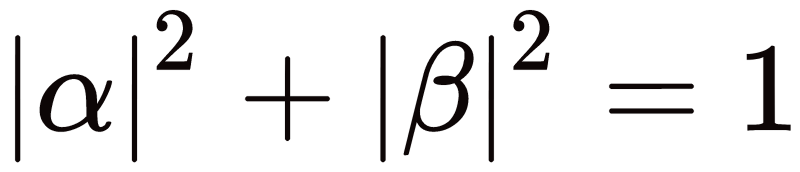 |α|² + |β|² = 1